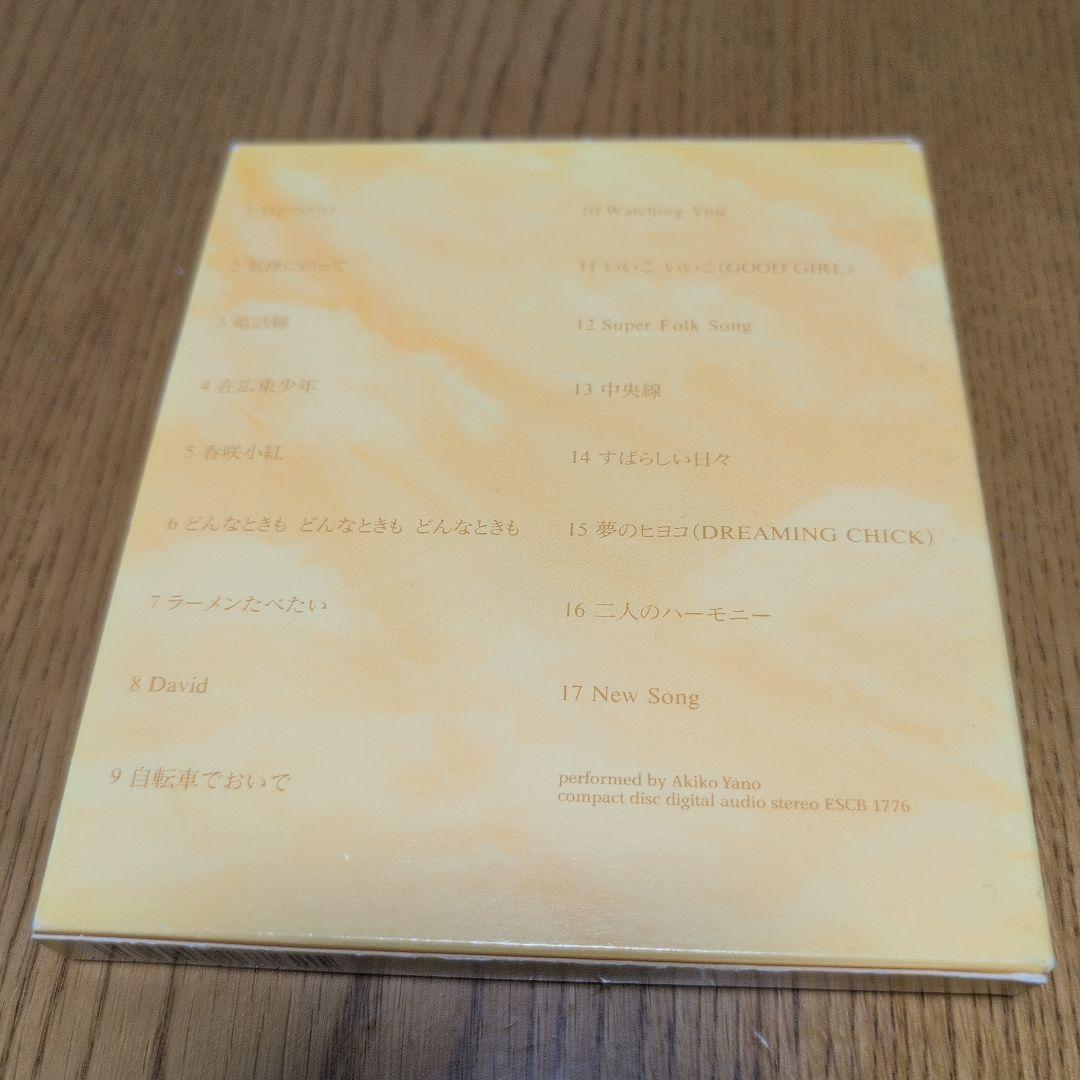 1 ひとつだけ
2 気球にのって
3 電話線
4 在広東少年
5 春咲小紅
6 どんなときも どんなときも どんなときも
7 ラーメンたべたい
8 David
9 自転車でおいで
10 Watching You
11 いいこ いいこ(GOOD GIRL)
12 Super Folk Song
13 中央線
14 すばらしい日々
15 夢のヒヨコ(DREAMING CHICK)
16 二人のハーモニー
17 New Song
performed by Akiko Yano
compact disc digital audio stereo ESCB 1776